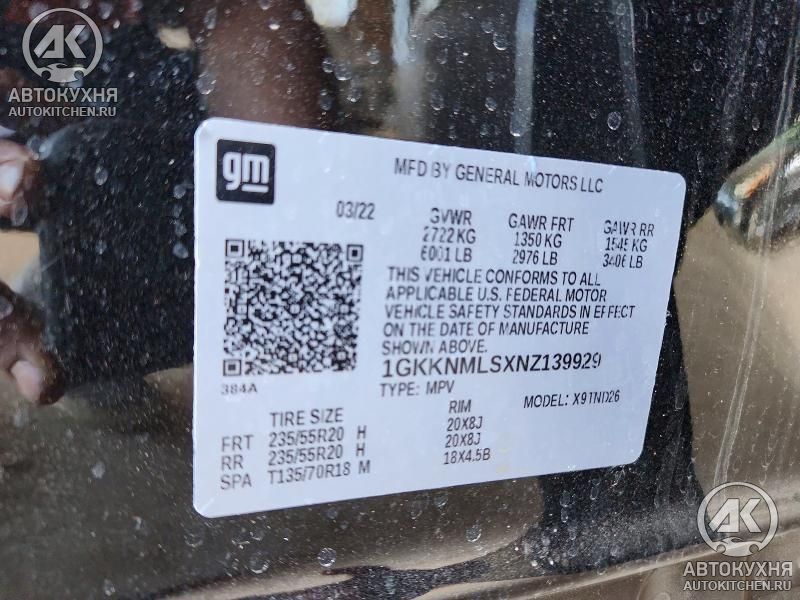 AK
АВТОКУХНЯ
AUTOKITCHEN.RU
gm
MFD BY GENERAL MOTORS LLC
03/22
GVWR GAWR FRT GAWR RR
2722 KG 1350 KG 1545 KG
6001 LB 2976 LB 3406 LB
THIS VEHICLE CONFORMS TO ALL
APPLICABLE U.S. FEDERAL MOTOR
VEHICLE SAFETY STANDARDS IN EFFECT
ON THE DATE OF MANUFACTURE
SHOWN ABOVE.
384A
1GKKNMLSXNZ139929
TYPE: MPV MODEL: X9TND26
TIRE SIZE RIM
FRT 235/55R20 H 20X8J
RR 235/55R20 H 20X8J
SPA T135/70R18 M 18X4.5B
AK
АВТОКУХНЯ
AUTOKITCHEN.RU